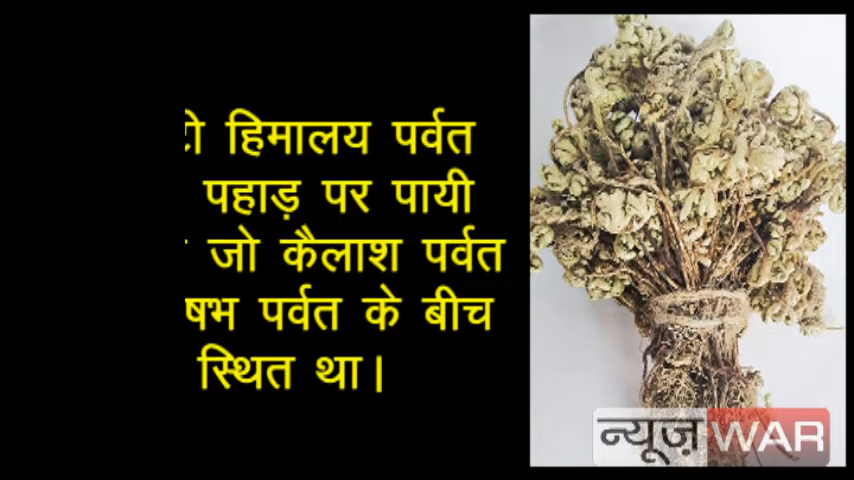 हिमालय पर्वत
पहाड़ पर पायी
जो कैलाश पर्वत
पर्वत के बीच
स्थित था।
न्यूज़ WAR